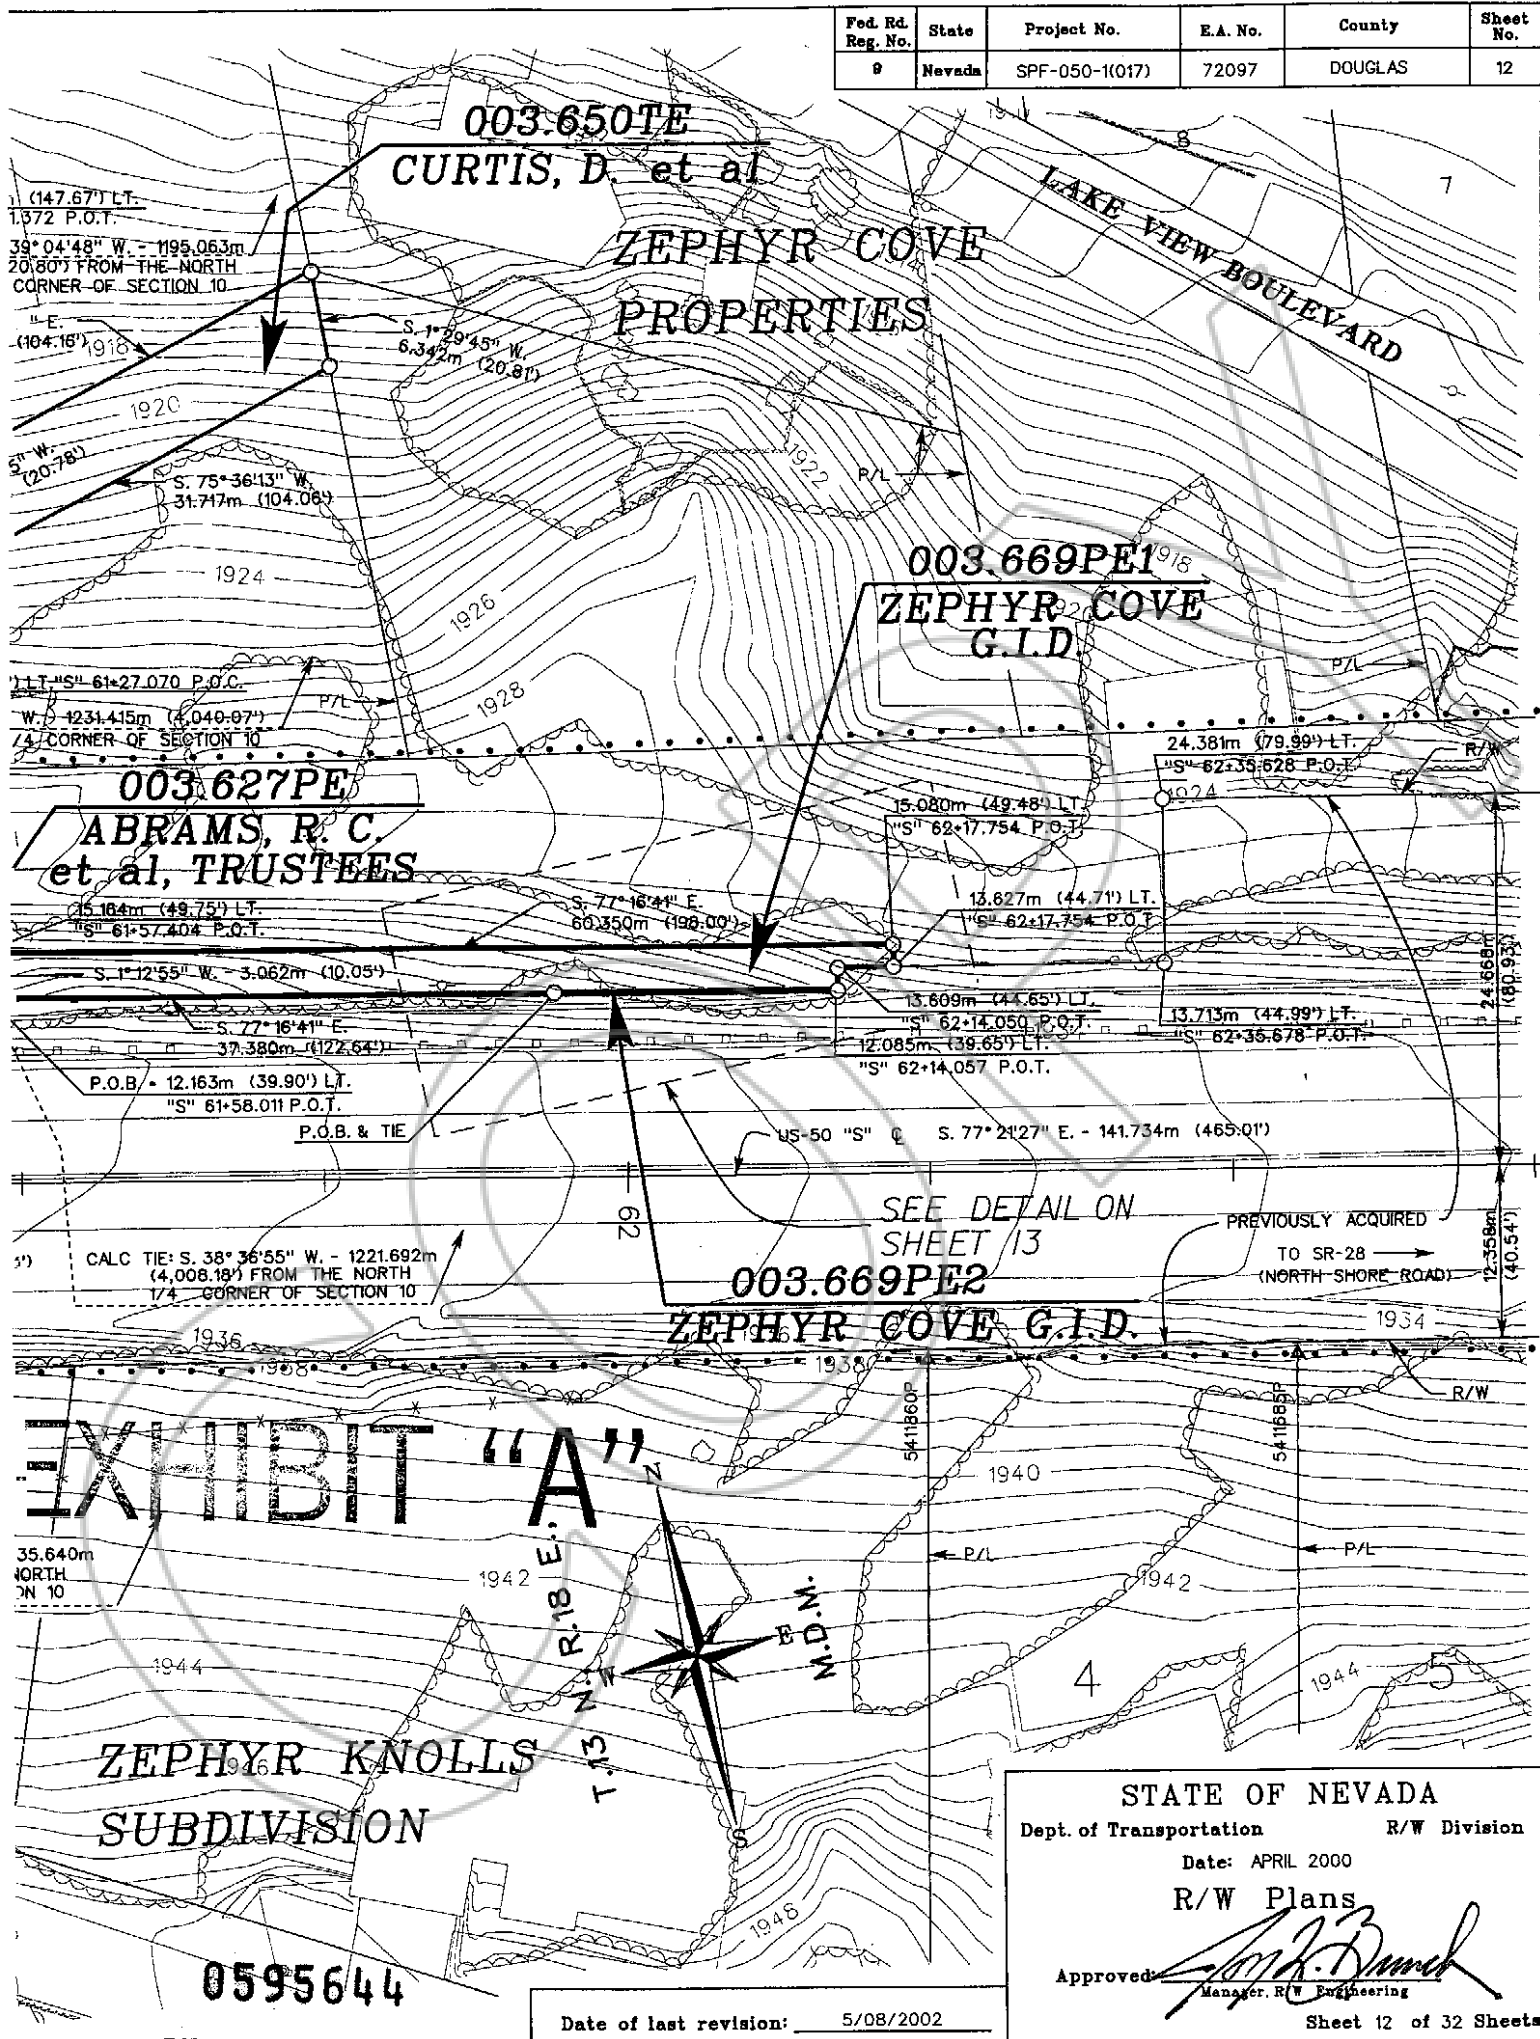 Fed. Rd. Reg. No. State Project No. E.A. No. County Sheet No.
9 Nevada SPF-050-1(017) 72097 DOUGLAS 12
003.650TE
CURTIS, D. et al
ZEPHYR COVE
PROPERTIES
LAKE VIEW BOULEVARD
8
7
(147.67') LT.
1.372 P.O.T.
39° 04'48" W. - 1195.063m
20.80') FROM THE NORTH
CORNER OF SECTION 10
" E.
(104.16')
1918
S. 1° 29'45" W.
6.342m (20.81')
1920
5" W.
(20.78')
S. 75° 36'13" W.
31.717m (104.06')
1922
P/L
1924
1926
1928
003.669PE1
ZEPHYR COVE
G.I.D.
1918
P/L
') LT. "S" 61+27.070 P.O.C.
W. - 1231.415m (4,040.07')
1/4 CORNER OF SECTION 10
P/L
003.627PE
ABRAMS, R. C.
et al, TRUSTEES
24.381m (79.99') LT.
"S" 62+35.628 P.O.T.
R/W
1924
15.080m (49.48') LT.
"S" 62+17.754 P.O.T.
15.164m (49.75') LT.
"S" 61+57.404 P.O.T.
S. 77° 16'41" E.
60.350m (198.00')
13.627m (44.71') LT.
"S" 62+17.754 P.O.T.
S. 1° 12'55" W. - 3.062m (10.05')
24.668m
(80.93')
S. 77° 16'41" E.
37.380m (122.64')
13.609m (44.65') LT.
"S" 62+14.050 P.O.T.
13.713m (44.99') LT.
"S" 62+35.678 P.O.T.
12.085m (39.65') LT.
"S" 62+14.057 P.O.T.
P.O.B. - 12.163m (39.90') LT.
"S" 61+58.011 P.O.T.
P.O.B. & TIE
US-50 "S" ℄ S. 77° 21'27" E. - 141.734m (465.01')
62
SEE DETAIL ON
SHEET 13
PREVIOUSLY ACQUIRED
TO SR-28
(NORTH SHORE ROAD)
12.358m
(40.54')
CALC TIE: S. 38° 36'55" W. - 1221.692m
(4,008.18') FROM THE NORTH
1/4 CORNER OF SECTION 10
003.669PE2
ZEPHYR COVE G.I.D.
1934
1936
1938
1938
R/W
EXHIBIT "A"
5411860P
5411685P
1940
35.640m
NORTH
ON 10
P/L
P/L
1942
1942
N
E
W
S
T.13 N., R.18 E.,
M.D.M.
1944
4
1944
5
ZEPHYR KNOLLS
SUBDIVISION
1946
1948
0595644
STATE OF NEVADA
Dept. of Transportation R/W Division
Date: APRIL 2000
R/W Plans
Approved:
Manager, R/W Engineering
Sheet 12 of 32 Sheets
Date of last revision: 5/08/2002